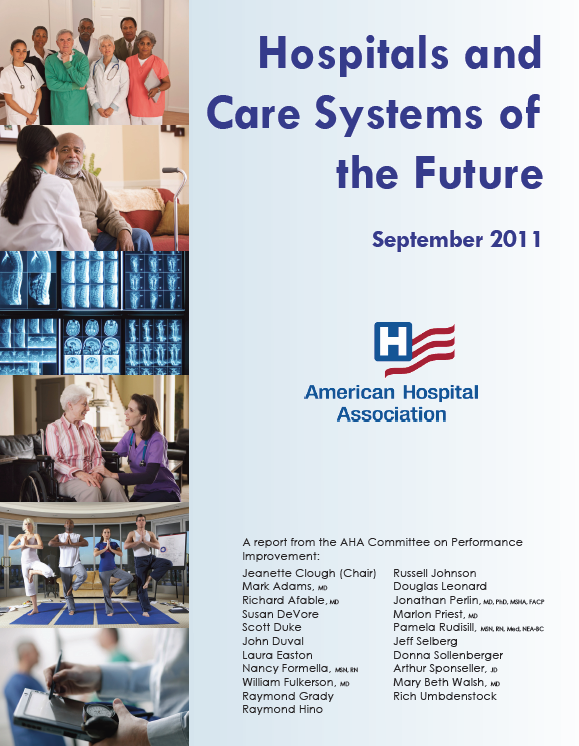 Hospitals and
Care Systems of
the Future
September 2011
H
American Hospital
Association
A report from the AHA Committee on Performance
Improvement:
Jeanette Clough (Chair)
Mark Adams, MD
Richard Afable, MD
Susan DeVore
Scott Duke
John Duval
Laura Easton
Nancy Formella, MSN, RN
William Fulkerson, MD
Raymond Grady
Raymond Hino
Russell Johnson
Douglas Leonard
Jonathan Perlin, MD, PhD, MSHA, FACP
Marlon Priest, MD
Pamela Rudisill, MSN, RN, Med, NEA-BC
Jeff Selberg
Donna Sollenberger
Arthur Sponseller, JD
Mary Beth Walsh, MD
Rich Umbdenstock